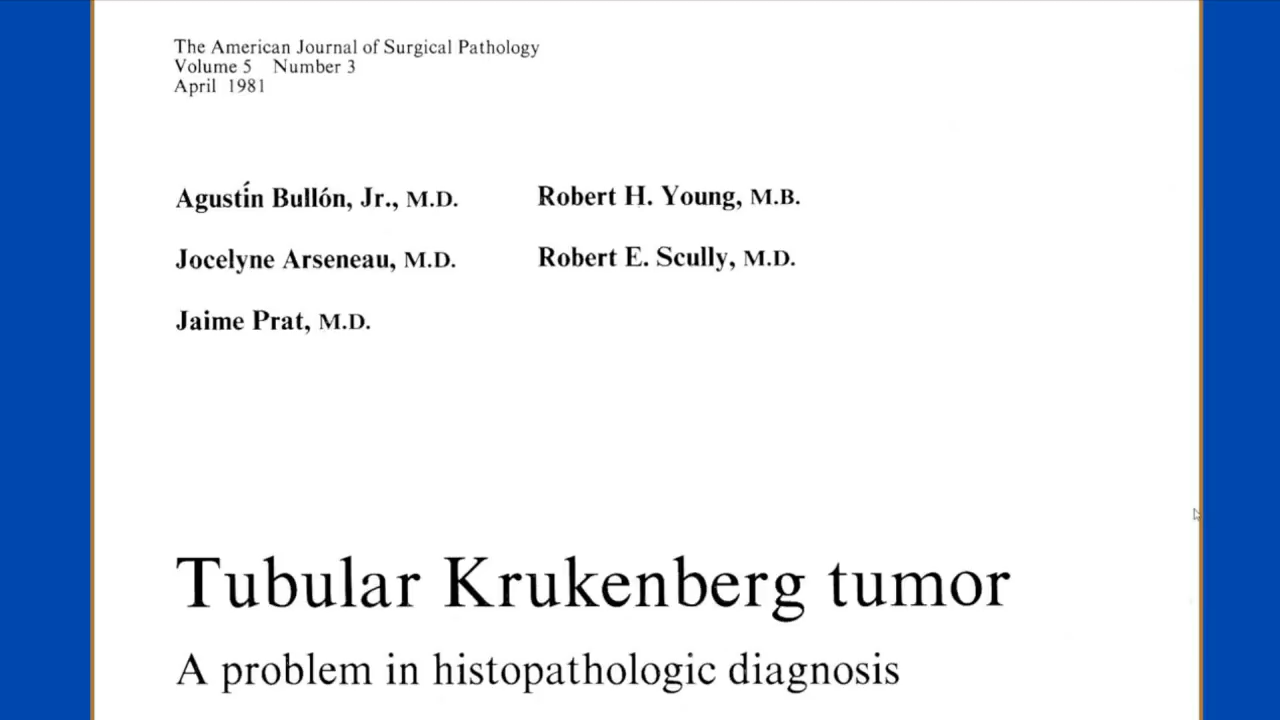 The American Journal of Surgical Pathology
Volume 5 Number 3
April 1981
Agustín Bullón, Jr., M.D.
Jocelyne Arseneau, M.D.
Jaime Prat, M.D.
Robert H. Young, M.B.
Robert E. Scully, M.D.
Tubular Krukenberg tumor
A problem in histopathologic diagnosis